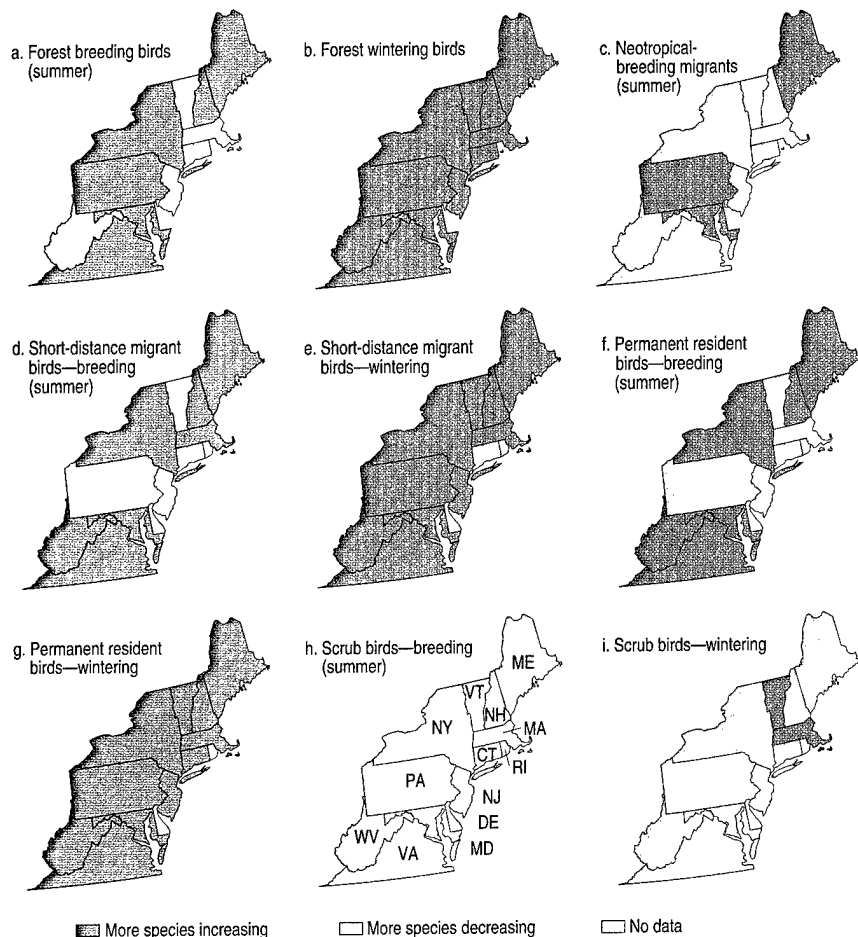 a. Forest breeding birds
(summer)
b. Forest wintering birds
c. Neotropical-
breeding migrants
(summer)
d. Short-distance migrant
birds—breeding
(summer)
e. Short-distance migrant
birds—wintering
f. Permanent resident
birds—breeding
(summer)
g. Permanent resident
birds—wintering
h. Scrub birds—breeding
(summer)
ME
VT
NH
NY
MA
CT
RI
PA
NJ
DE
WV
MD
VA
i. Scrub birds—wintering
More species increasing
More species decreasing
No data